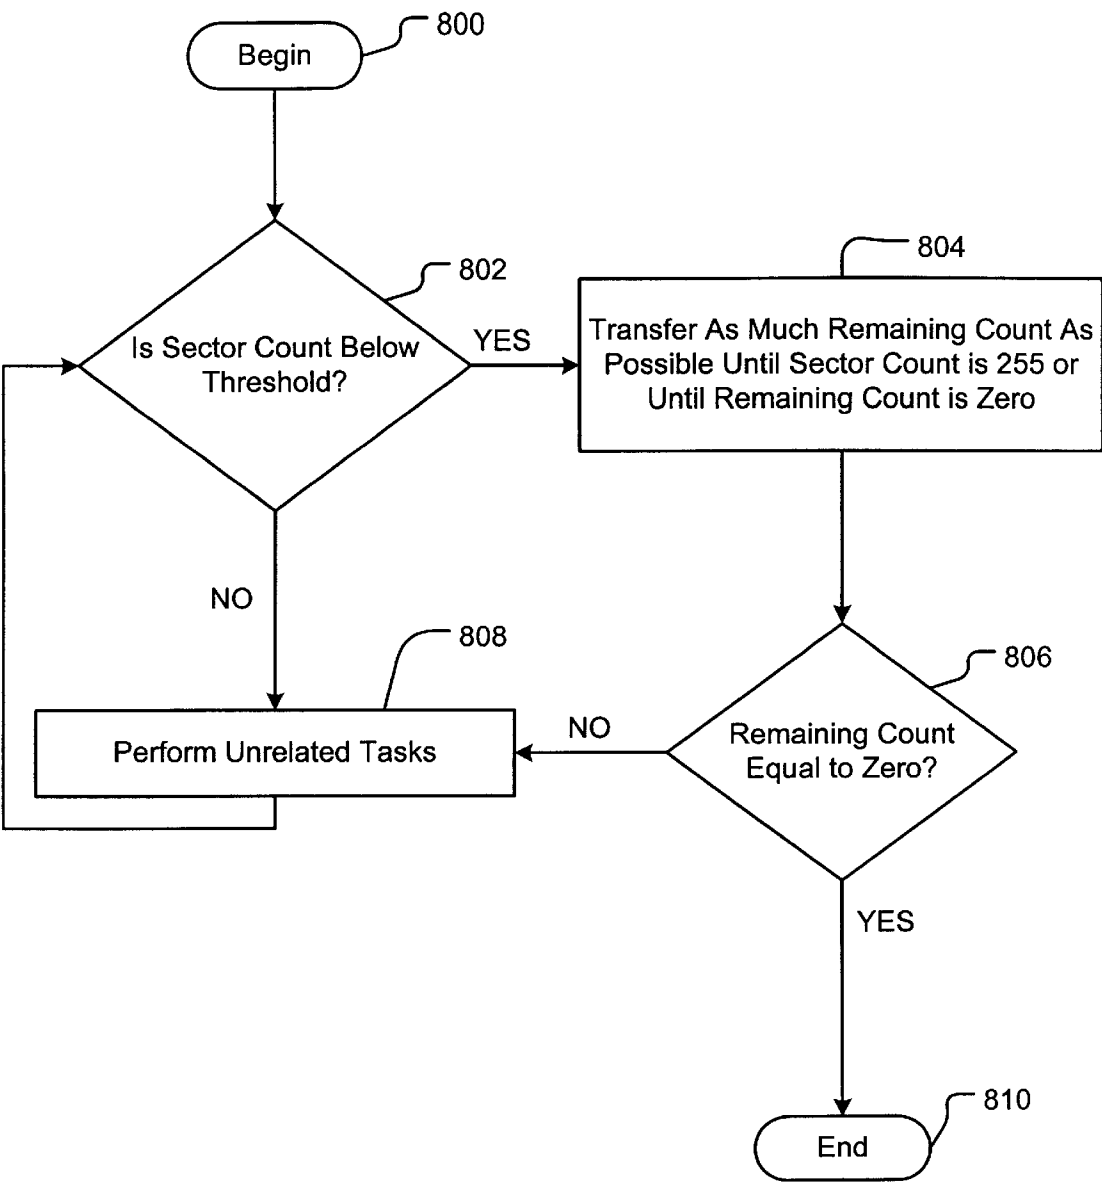 800
Begin
802
Is Sector Count Below
Threshold?
YES
804
Transfer As Much Remaining Count As
Possible Until Sector Count is 255 or
Until Remaining Count is Zero
NO
808
Perform Unrelated Tasks
NO
806
Remaining Count
Equal to Zero?
YES
810
End